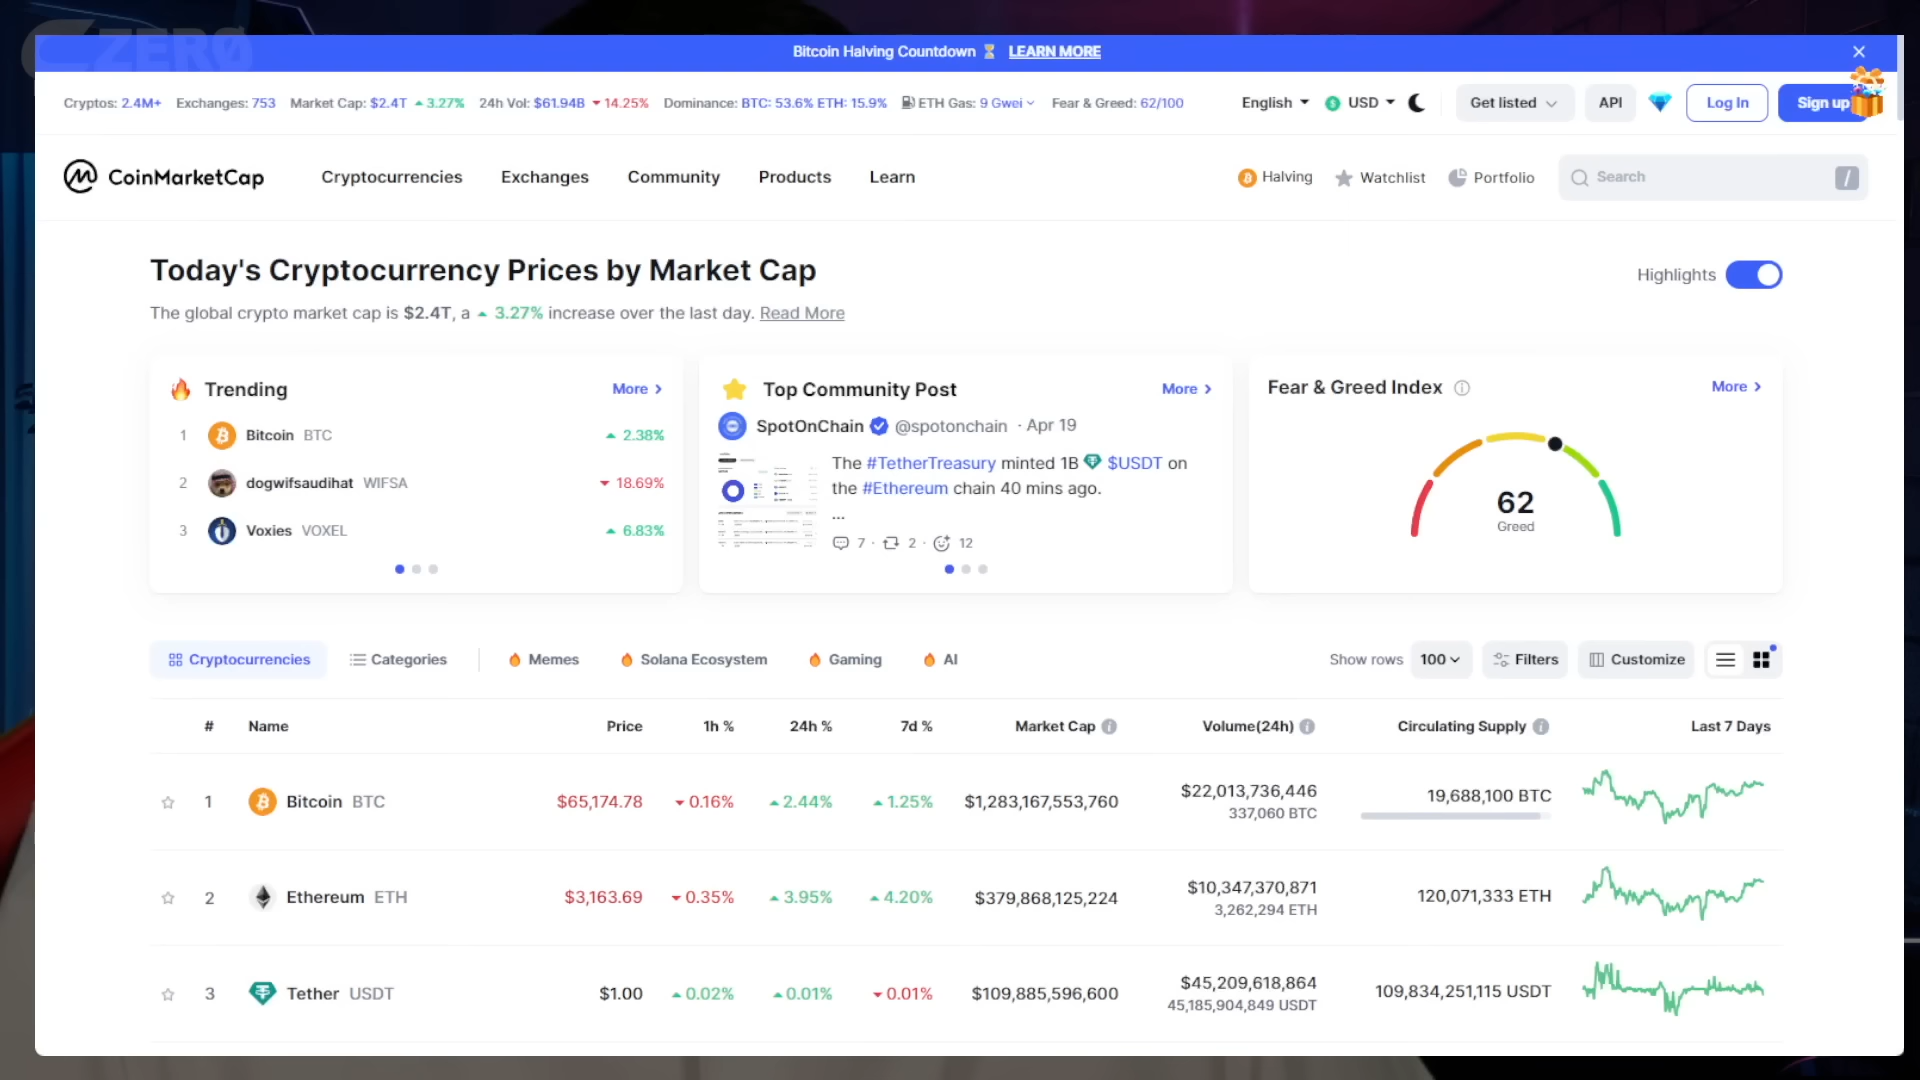 CZERØ
Bitcoin Halving Countdown ⏳ LEARN MORE
Cryptos: 2.4M+ Exchanges: 753 Market Cap: $2.4T 3.27% 24h Vol: $61.94B 14.25% Dominance: BTC: 53.6% ETH: 15.9% ETH Gas: 9 Gwei Fear & Greed: 62/100 English USD Get listed API Log In Sign up
CoinMarketCap Cryptocurrencies Exchanges Community Products Learn Halving Watchlist Portfolio Search /
Today's Cryptocurrency Prices by Market Cap
Highlights
The global crypto market cap is $2.4T, a 3.27% increase over the last day. Read More
Trending More >
1 Bitcoin BTC 2.38%
2 dogwifsaudihat WIFSA 18.69%
3 Voxies VOXEL 6.83%
Top Community Post More >
SpotOnChain @spotonchain · Apr 19
The #TetherTreasury minted 1B $USDT on
the #Ethereum chain 40 mins ago.
...
7 · 2 · 12
Fear & Greed Index More >
62
Greed
Cryptocurrencies Categories Memes Solana Ecosystem Gaming AI Show rows 100 Filters Customize
# Name Price 1h % 24h % 7d % Market Cap Volume(24h) Circulating Supply Last 7 Days
1 Bitcoin BTC $65,174.78 0.16% 2.44% 1.25% $1,283,167,553,760 $22,013,736,446 19,688,100 BTC
337,060 BTC
2 Ethereum ETH $3,163.69 0.35% 3.95% 4.20% $379,868,125,224 $10,347,370,871 120,071,333 ETH
3,262,294 ETH
3 Tether USDT $1.00 0.02% 0.01% 0.01% $109,885,596,600 $45,209,618,864 109,834,251,115 USDT
45,185,904,849 USDT